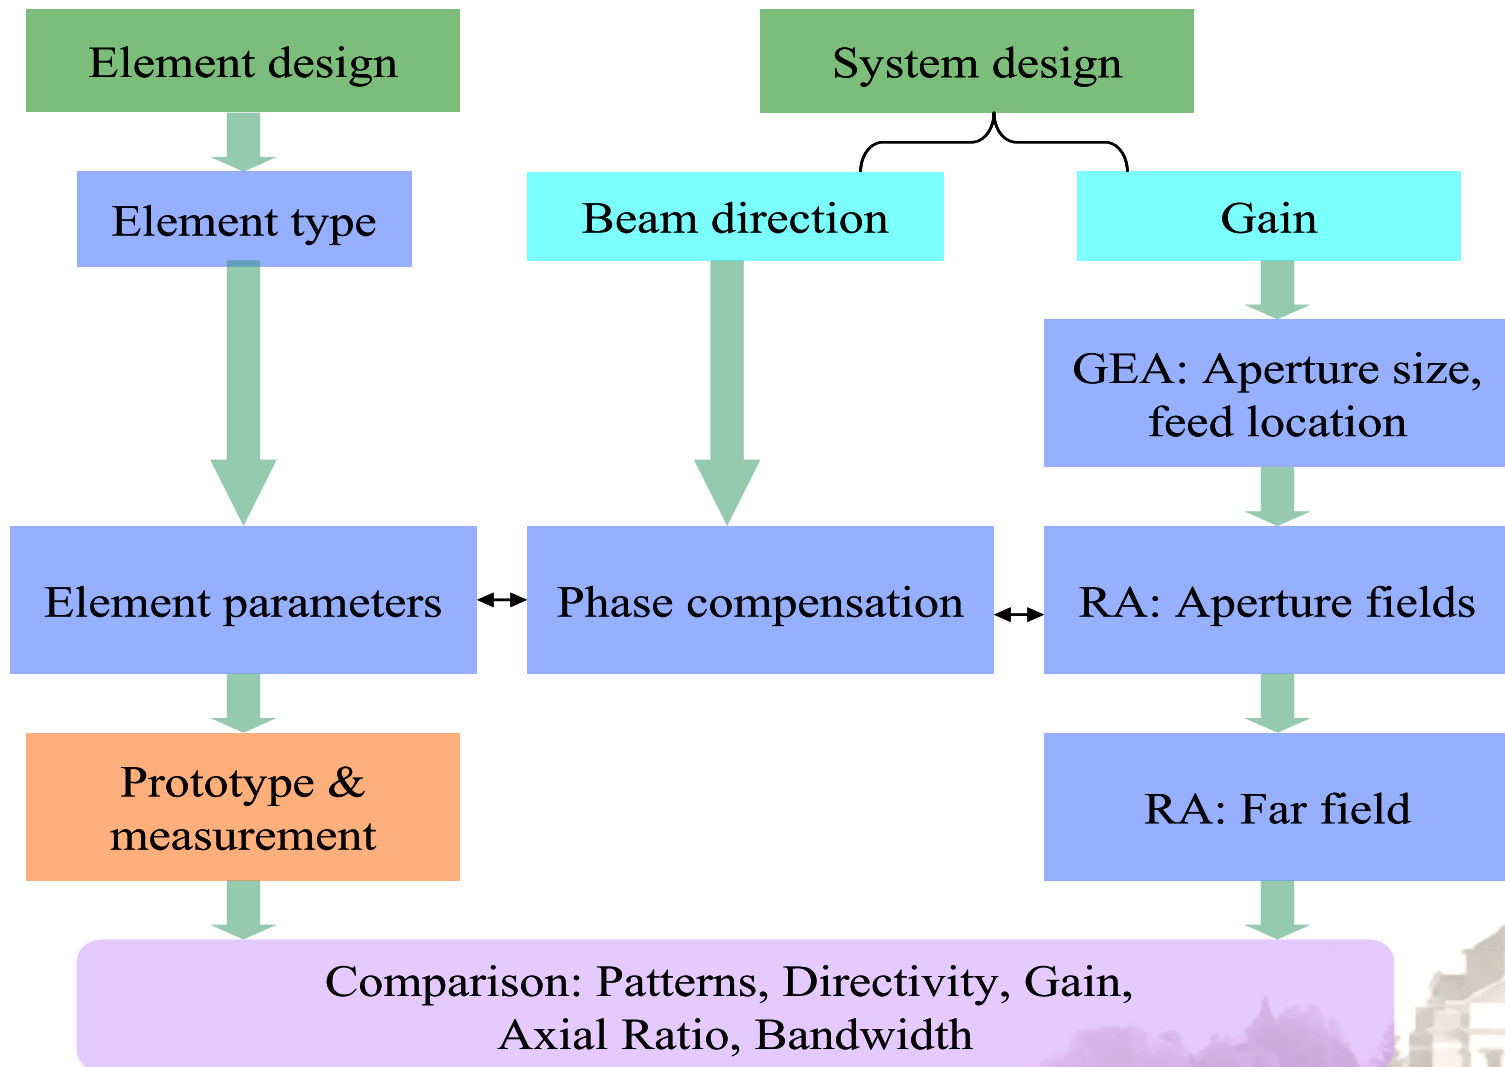 Element design
System design
Element type
Beam direction
Gain
GEA: Aperture size,
feed location
Element parameters
Phase compensation
RA: Aperture fields
Prototype &
measurement
RA: Far field
Comparison: Patterns, Directivity, Gain,
Axial Ratio, Bandwidth